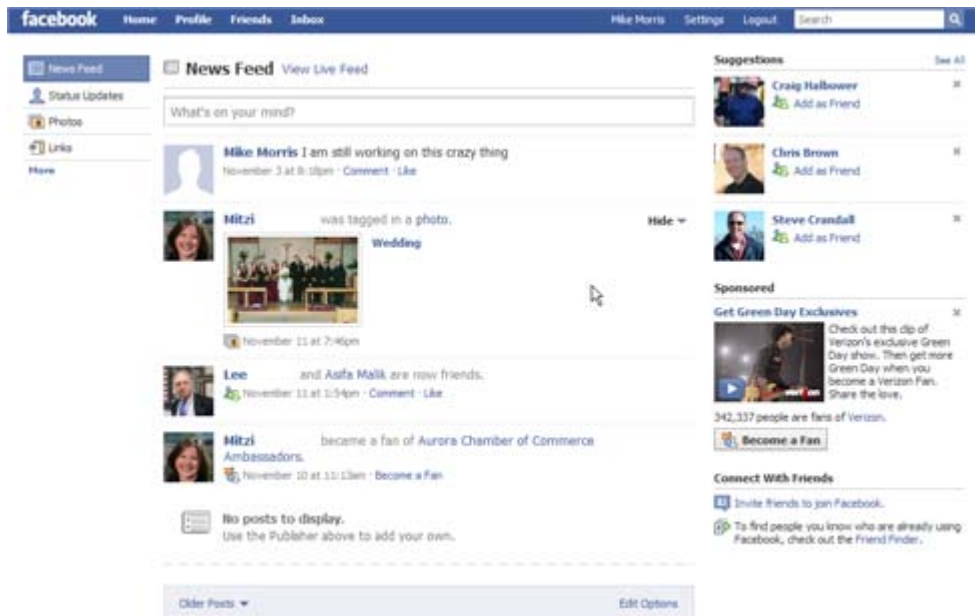 facebook Home Profile Friends Inbox Mike Morris Settings Logout Search
News Feed
Status Updates
Photos
Links
More
News Feed View Live Feed
What's on your mind?
Mike Morris I am still working on this crazy thing
November 3 at 8:18pm · Comment · Like
Mitzi was tagged in a photo.
Hide
Wedding
November 11 at 7:46pm
Lee and Asifa Malik are now friends.
November 11 at 1:54pm · Comment · Like
Mitzi became a fan of Aurora Chamber of Commerce
Ambassadors.
November 10 at 11:13am · Become a Fan
No posts to display.
Use the Publisher above to add your own.
Older Posts Edit Options
Suggestions See All
Craig Halbower
Add as Friend
Chris Brown
Add as Friend
Steve Crandall
Add as Friend
Sponsored
Get Green Day Exclusives
Check out this clip of
Verizon's exclusive Green
Day show. Then get more
Green Day when you
become a Verizon Fan.
Share the love.
verizon
342,337 people are fans of Verizon.
Become a Fan
Connect With Friends
Invite friends to join Facebook.
To find people you know who are already using
Facebook, check out the Friend Finder.